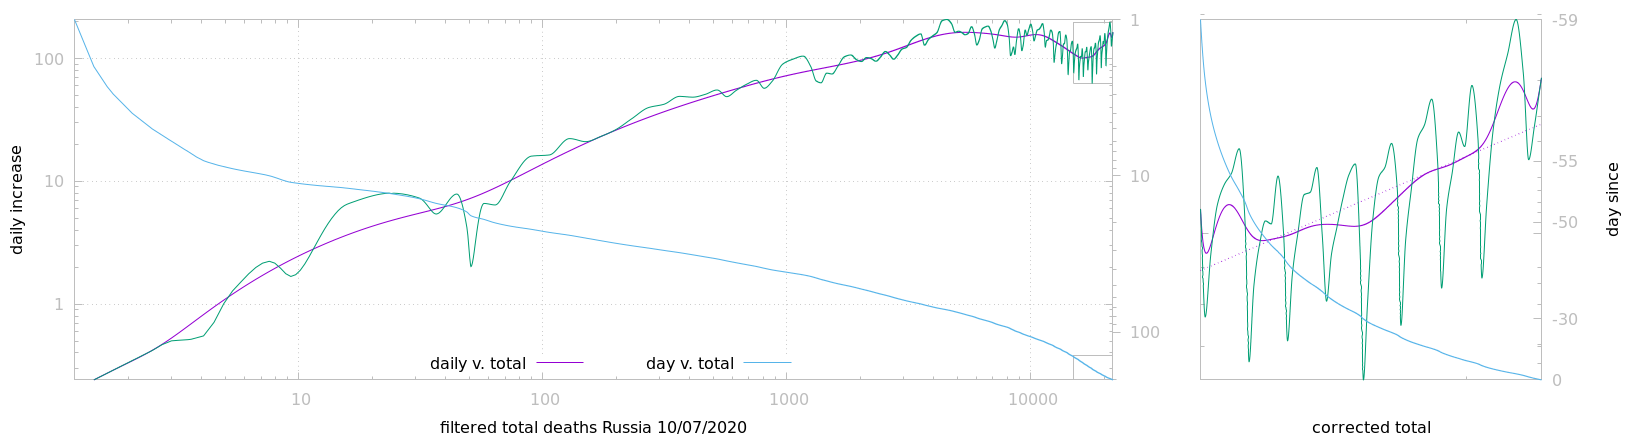 daily increase
100
10
1
1
10
100
daily v. total
day v. total
10
100
1000
10000
filtered total deaths Russia 10/07/2020
-59
-55
-50
-30
0
day since
corrected total